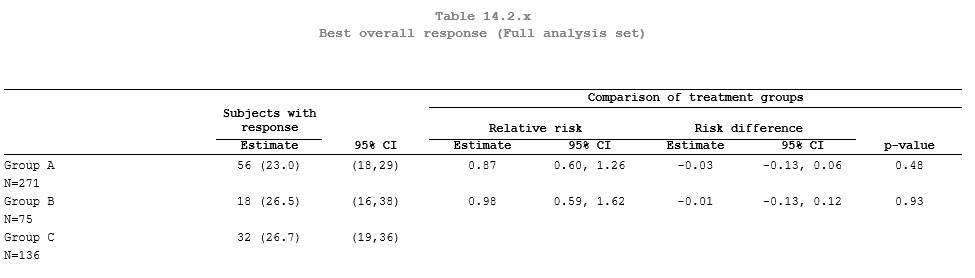 Table 14.2.x
Best overall response (Full analysis set)
Comparison of treatment groups
Subjects with
response Relative risk Risk difference
Estimate 95% CI Estimate 95% CI Estimate 95% CI p-value
Group A 56 (23.0) (18,29) 0.87 0.60, 1.26 -0.03 -0.13, 0.06 0.48
N=271
Group B 18 (26.5) (16,38) 0.98 0.59, 1.62 -0.01 -0.13, 0.12 0.93
N=75
Group C 32 (26.7) (19,36)
N=136